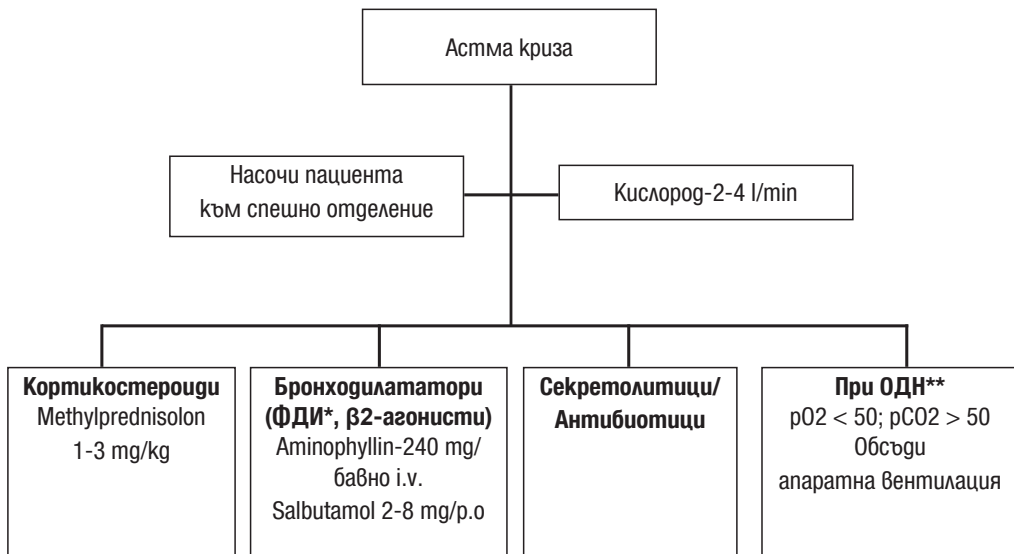 Астма криза
Насочи пациента
към спешно отделение
Кислород-2-4 l/min
Кортикостероиди
Methylprednisolon
1-3 mg/kg
Бронходилататори
(ФДИ*, β2-агонисти)
Aminophyllin-240 mg/
бавно i.v.
Salbutamol 2-8 mg/p.o
Секретолитици/
Антибиотици
При ОДН**
pO2 < 50; pCO2 > 50
Обсъди
апаратна вентилация